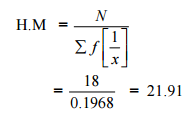 H.M = N / Σ f [1/x]
= 18 / 0.1968 = 21.91